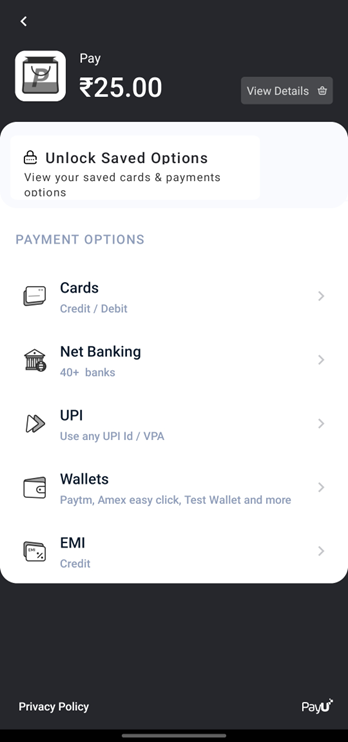 Pay
₹25.00
View Details
Unlock Saved Options
View your saved cards & payments
options
PAYMENT OPTIONS
Cards
Credit / Debit
Net Banking
40+ banks
UPI
Use any UPI Id / VPA
Wallets
Paytm, Amex easy click, Test Wallet and more
EMI
EMI
Credit
Privacy Policy
PayU